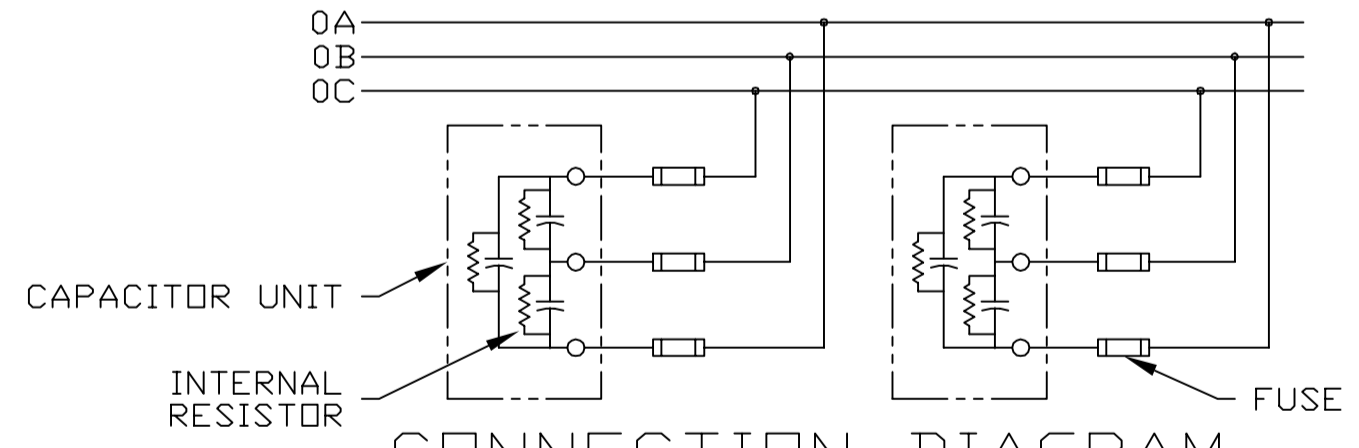 0A
0B
0C
CAPACITOR UNIT
INTERNAL
RESISTOR
FUSE
CONNECTION DIAGRAM